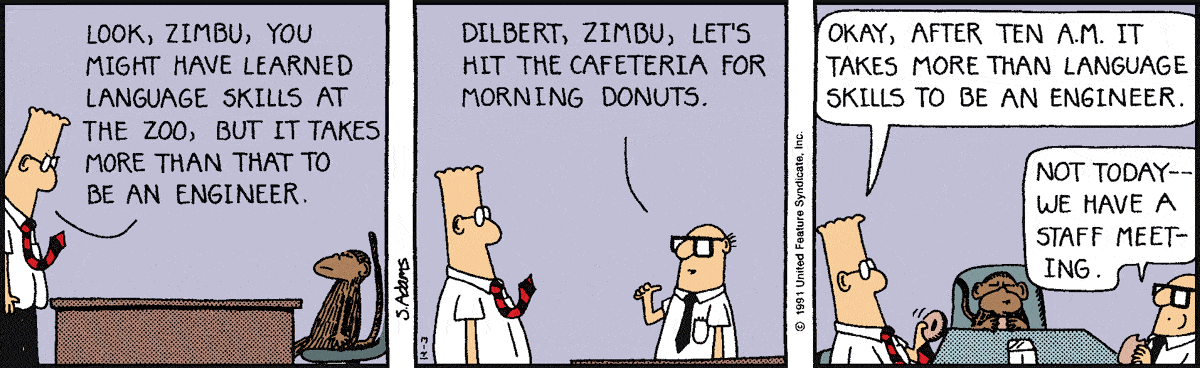 LOOK, ZIMBU, YOU
MIGHT HAVE LEARNED
LANGUAGE SKILLS AT
THE ZOO, BUT IT TAKES
MORE THAN THAT TO
BE AN ENGINEER.
S.Adams
DILBERT, ZIMBU, LET'S
HIT THE CAFETERIA FOR
MORNING DONUTS.
© 1991 United Feature Syndicate, Inc.
OKAY, AFTER TEN A.M. IT
TAKES MORE THAN LANGUAGE
SKILLS TO BE AN ENGINEER.
NOT TODAY--
WE HAVE A
STAFF MEET-
ING.